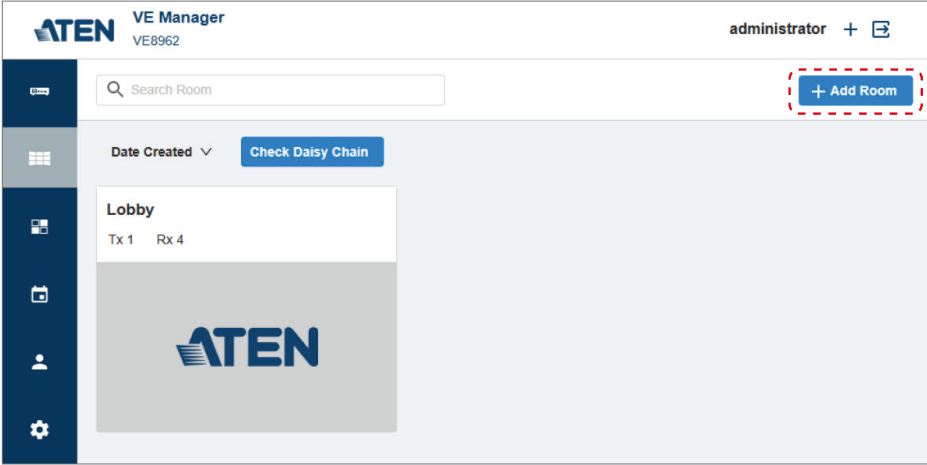 ATEN
VE Manager
VE8962
administrator
Search Room
+ Add Room
Date Created
Check Daisy Chain
Lobby
Tx 1 Rx 4
ATEN